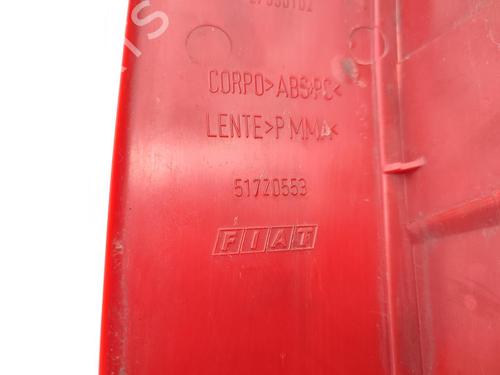 CORPO>ABS/PC<
LENTE>PMMA<
51720553
FIAT